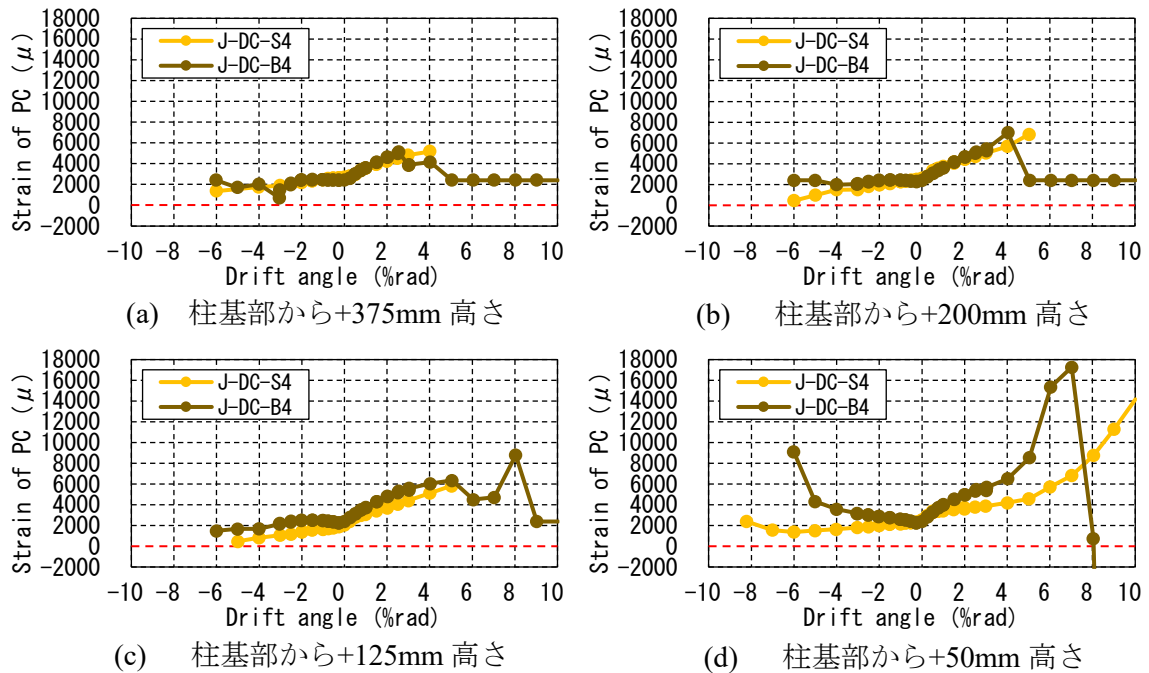 18000
16000
14000
12000
10000
8000
6000
4000
2000
0
-2000
Strain of PC (μ)
J-DC-S4
J-DC-B4
-10 -8 -6 -4 -2 0 2 4 6 8 10
Drift angle (%rad)
(a) 柱基部から+375mm 高さ
18000
16000
14000
12000
10000
8000
6000
4000
2000
0
-2000
Strain of PC (μ)
J-DC-S4
J-DC-B4
-10 -8 -6 -4 -2 0 2 4 6 8 10
Drift angle (%rad)
(b) 柱基部から+200mm 高さ
18000
16000
14000
12000
10000
8000
6000
4000
2000
0
-2000
Strain of PC (μ)
J-DC-S4
J-DC-B4
-10 -8 -6 -4 -2 0 2 4 6 8 10
Drift angle (%rad)
(c) 柱基部から+125mm 高さ
18000
16000
14000
12000
10000
8000
6000
4000
2000
0
-2000
Strain of PC (μ)
J-DC-S4
J-DC-B4
-10 -8 -6 -4 -2 0 2 4 6 8 10
Drift angle (%rad)
(d) 柱基部から+50mm 高さ